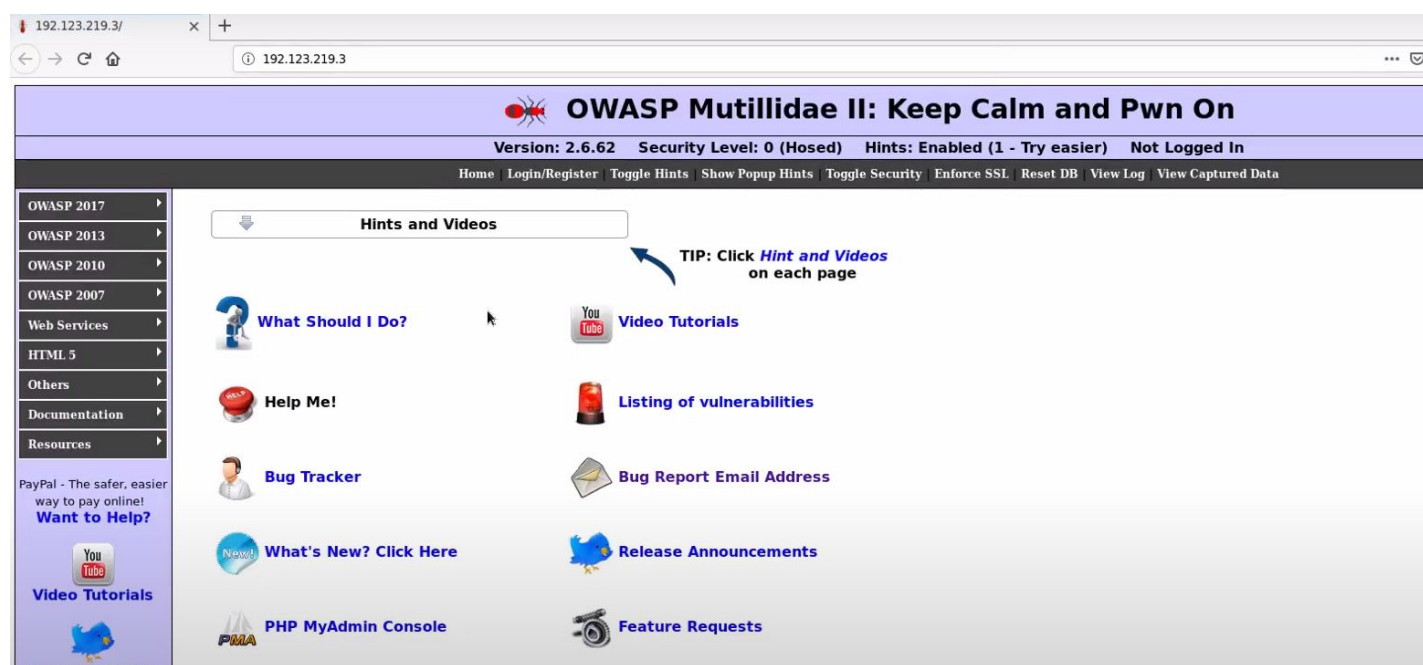 192.123.219.3/
192.123.219.3
OWASP Mutillidae II: Keep Calm and Pwn On
Version: 2.6.62 Security Level: 0 (Hosed) Hints: Enabled (1 - Try easier) Not Logged In
Home | Login/Register | Toggle Hints | Show Popup Hints | Toggle Security | Enforce SSL | Reset DB | View Log | View Captured Data
OWASP 2017
OWASP 2013
OWASP 2010
OWASP 2007
Web Services
HTML 5
Others
Documentation
Resources
PayPal - The safer, easier
way to pay online!
Want to Help?
You
Tube
Video Tutorials
Hints and Videos
TIP: Click Hint and Videos
on each page
What Should I Do?
You
Tube
Video Tutorials
HELP
Help Me!
Listing of vulnerabilities
Bug Tracker
Bug Report Email Address
New!
What's New? Click Here
Release Announcements
PMA
PHP MyAdmin Console
Feature Requests